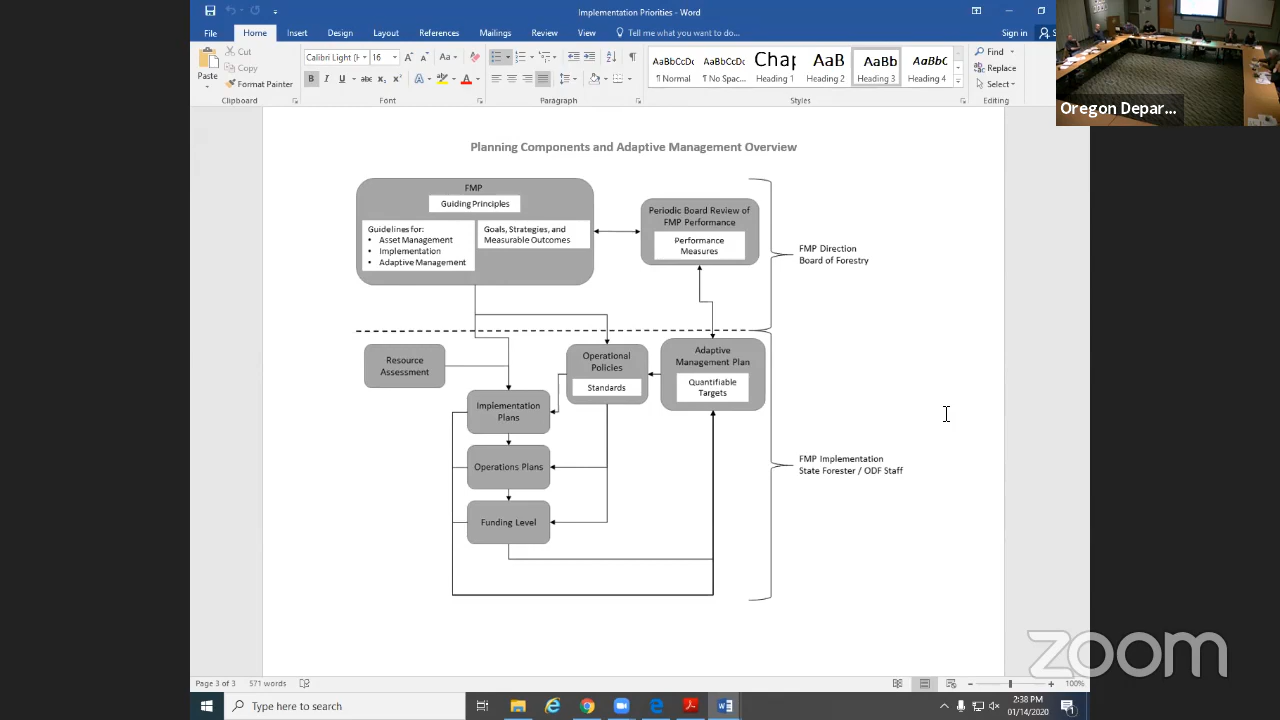 Implementation Priorities - Word
File
Home
Insert
Design
Layout
References
Mailings
Review
View
Tell me what you want to do...
Sign in
Cut
Copy
Format Painter
Paste
Clipboard
Calibri Light (H
16
Font
Paragraph
AaBbCcDc
¶ Normal
AaBbCcDc
¶ No Spac...
Heading 1
AaB
Heading 2
AaBb
Heading 3
AaBbC
Heading 4
Styles
Find
Replace
Select
Editing
Oregon Depar...
Planning Components and Adaptive Management Overview
FMP
Guiding Principles
Guidelines for:
• Asset Management
• Implementation
• Adaptive Management
Goals, Strategies, and
Measurable Outcomes
Periodic Board Review of
FMP Performance
Performance
Measures
FMP Direction
Board of Forestry
Resource
Assessment
Operational
Policies
Standards
Adaptive
Management Plan
Quantifiable
Targets
Implementation
Plans
Operations Plans
Funding Level
FMP Implementation
State Forester / ODF Staff
zoom
Page 3 of 3
571 words
100%
Type here to search
2:38 PM
01/14/2020